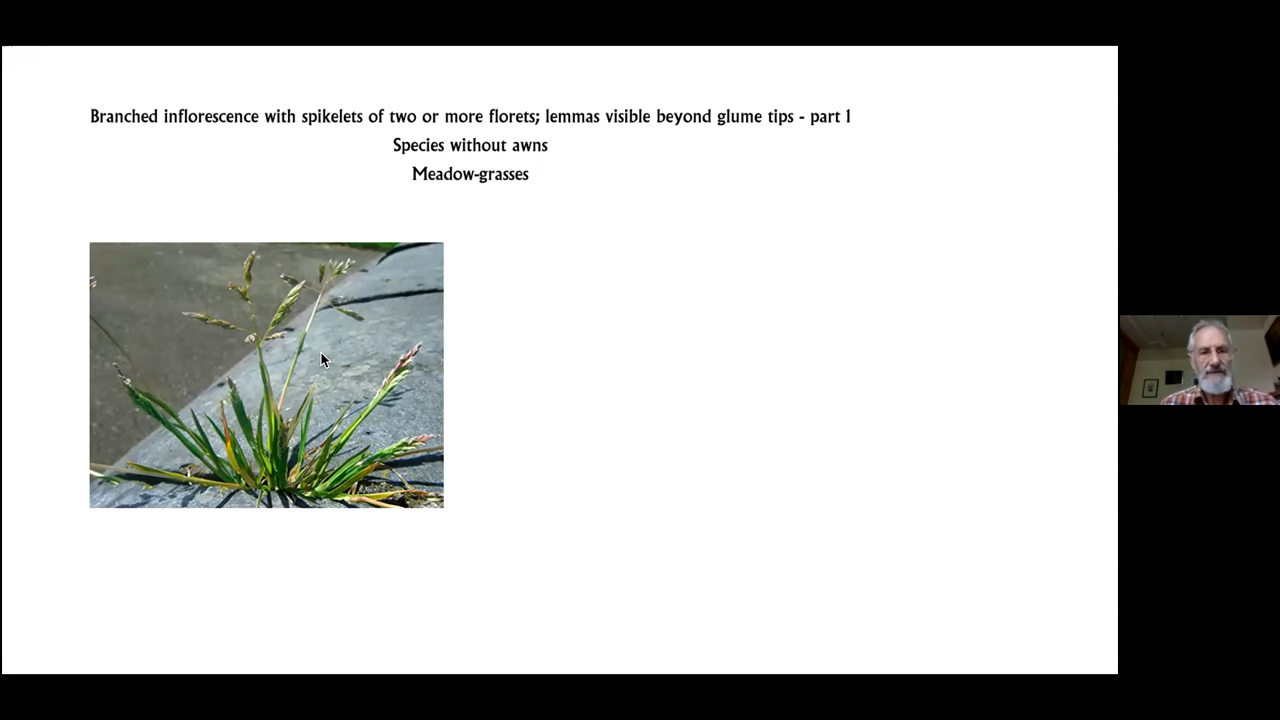 Branched inflorescence with spikelets of two or more florets; lemmas visible beyond glume tips - part 1
Species without awns
Meadow-grasses